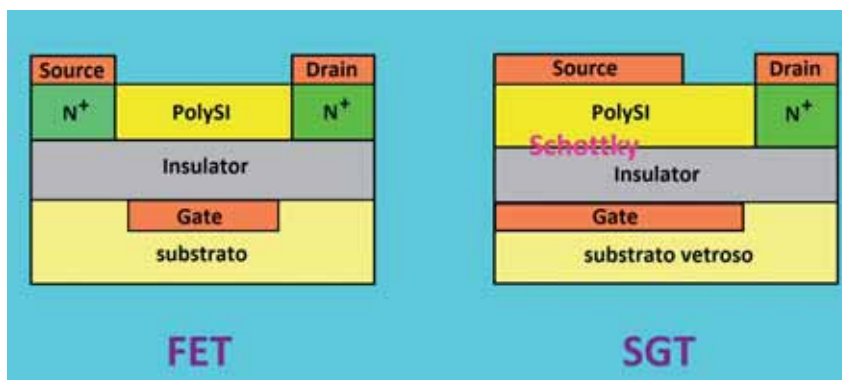 Source
Drain
N+
PolySI
N+
Insulator
Gate
substrato
FET
Source
Drain
PolySI
N+
Schottky
Insulator
Gate
substrato vetroso
SGT